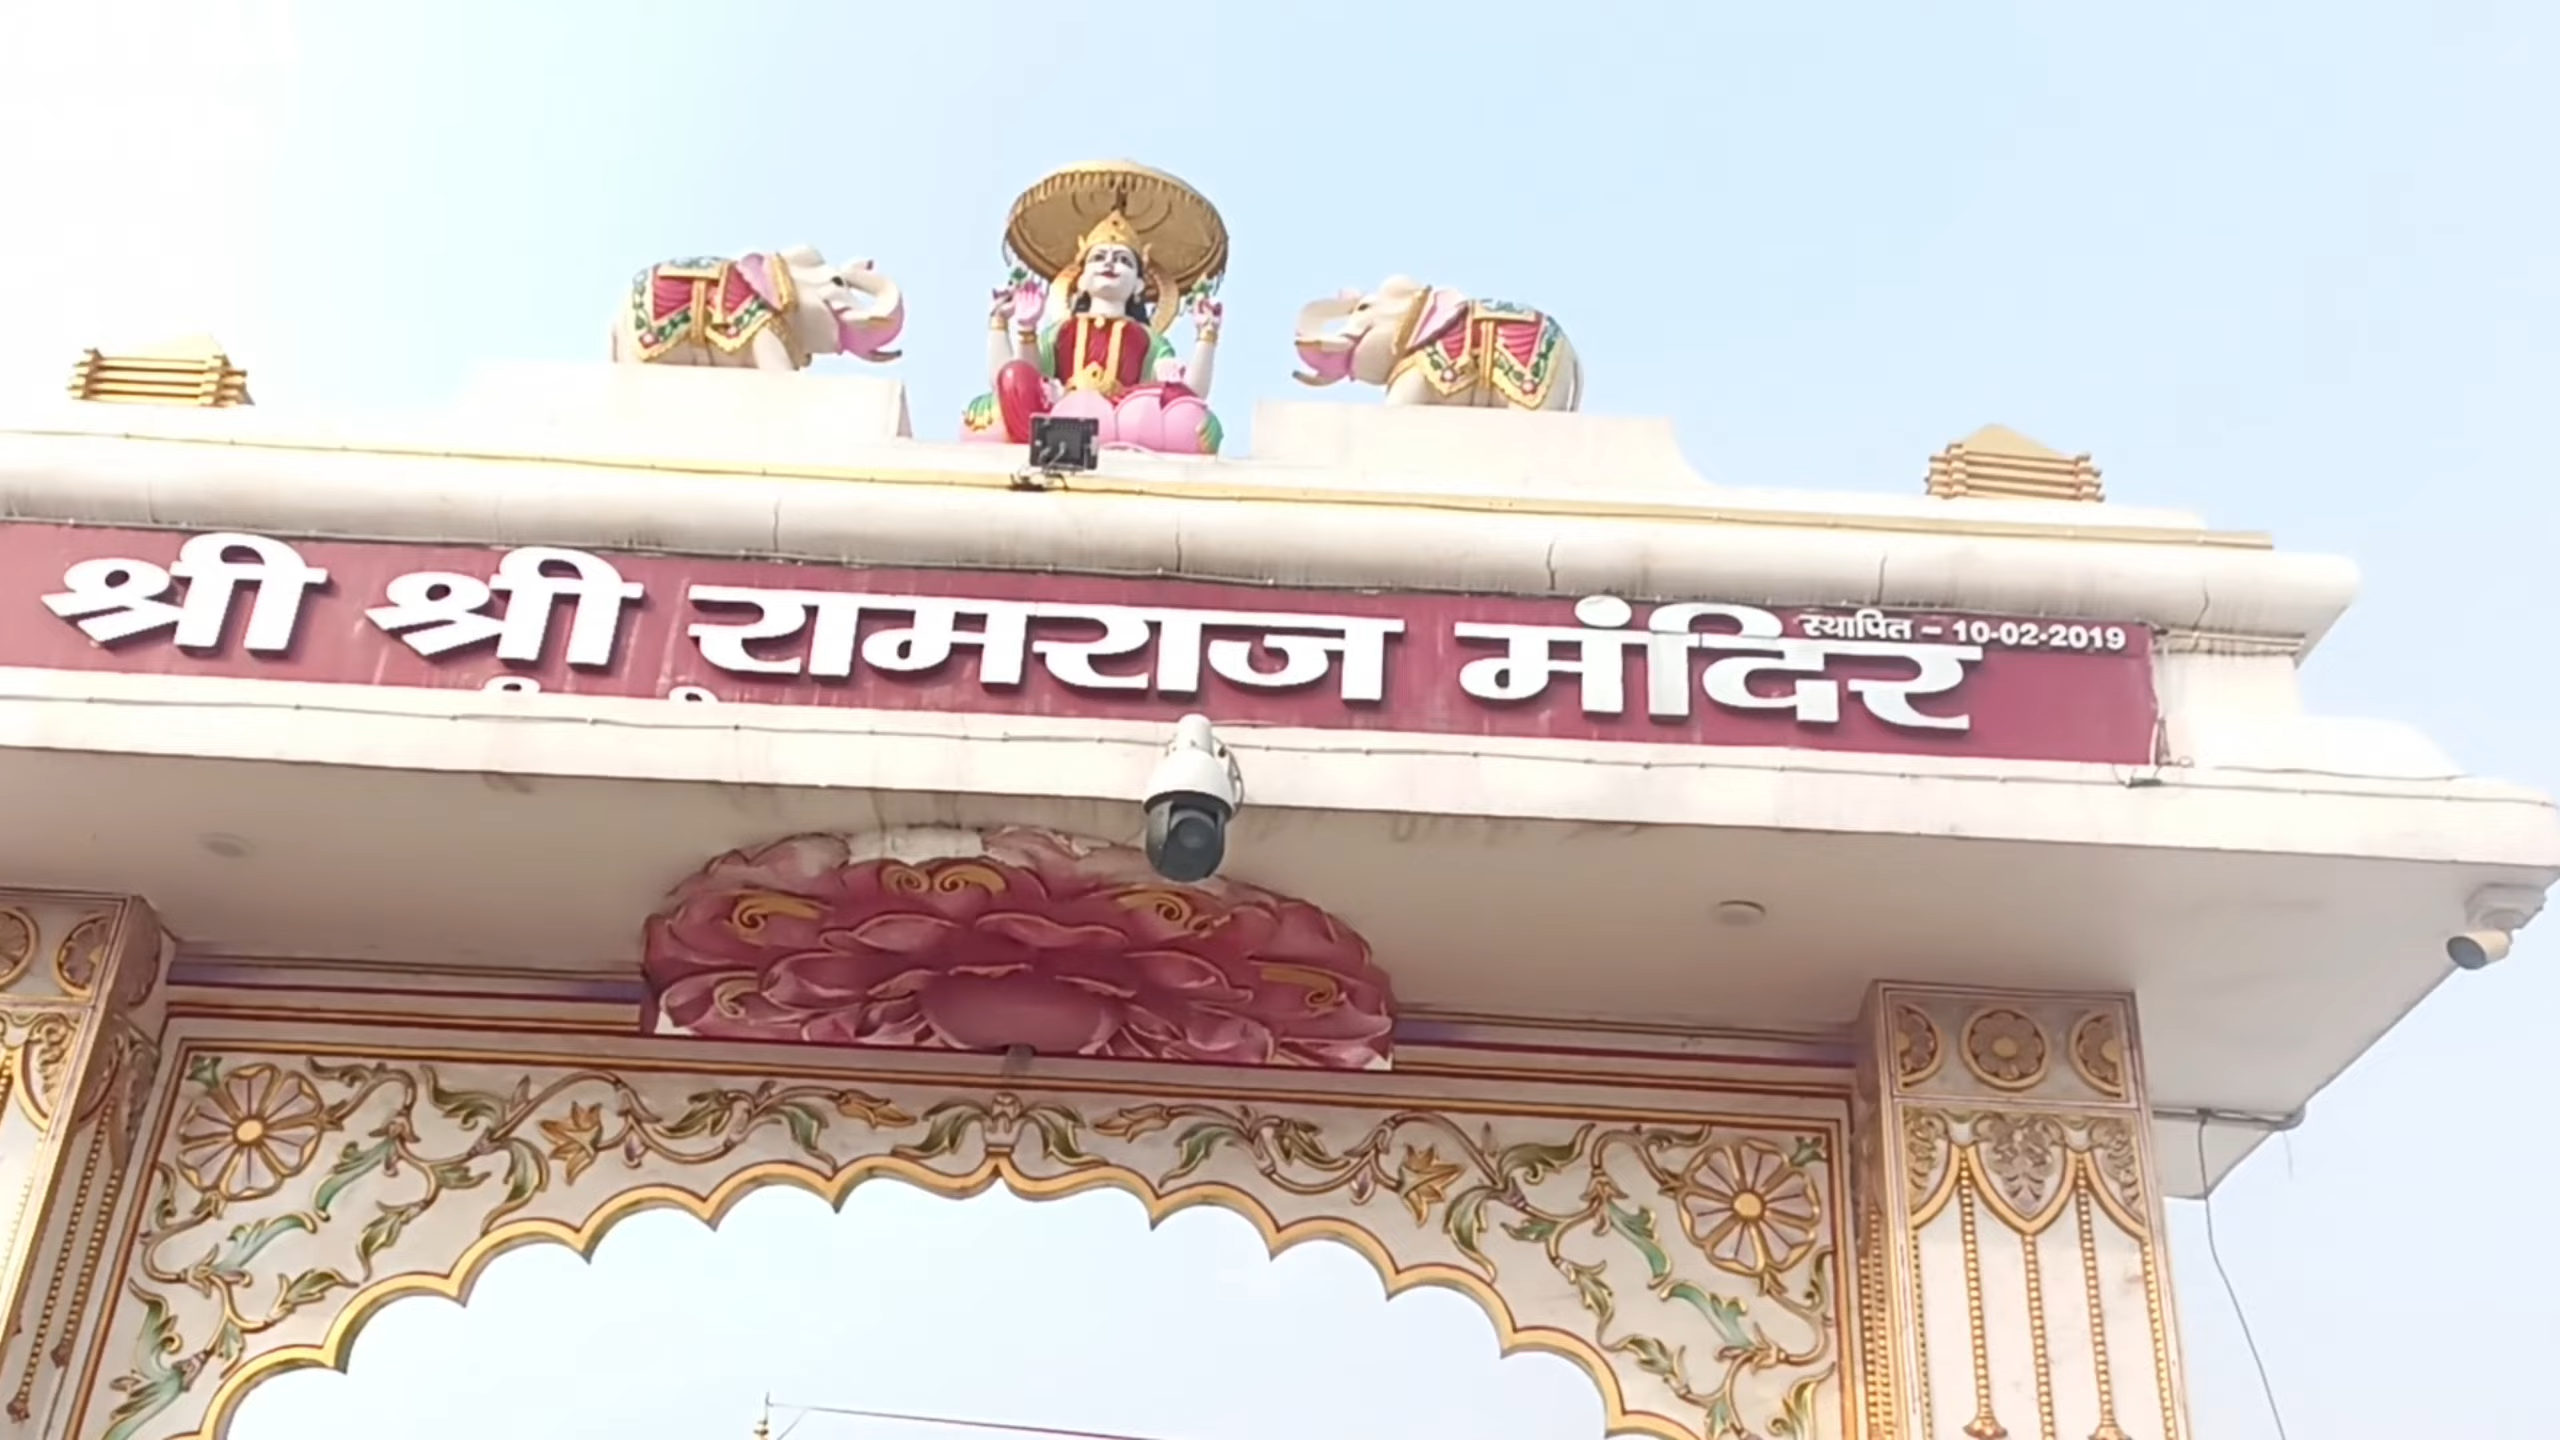 श्री श्री रामराज मंदिर
स्थापित - 10-02-2019